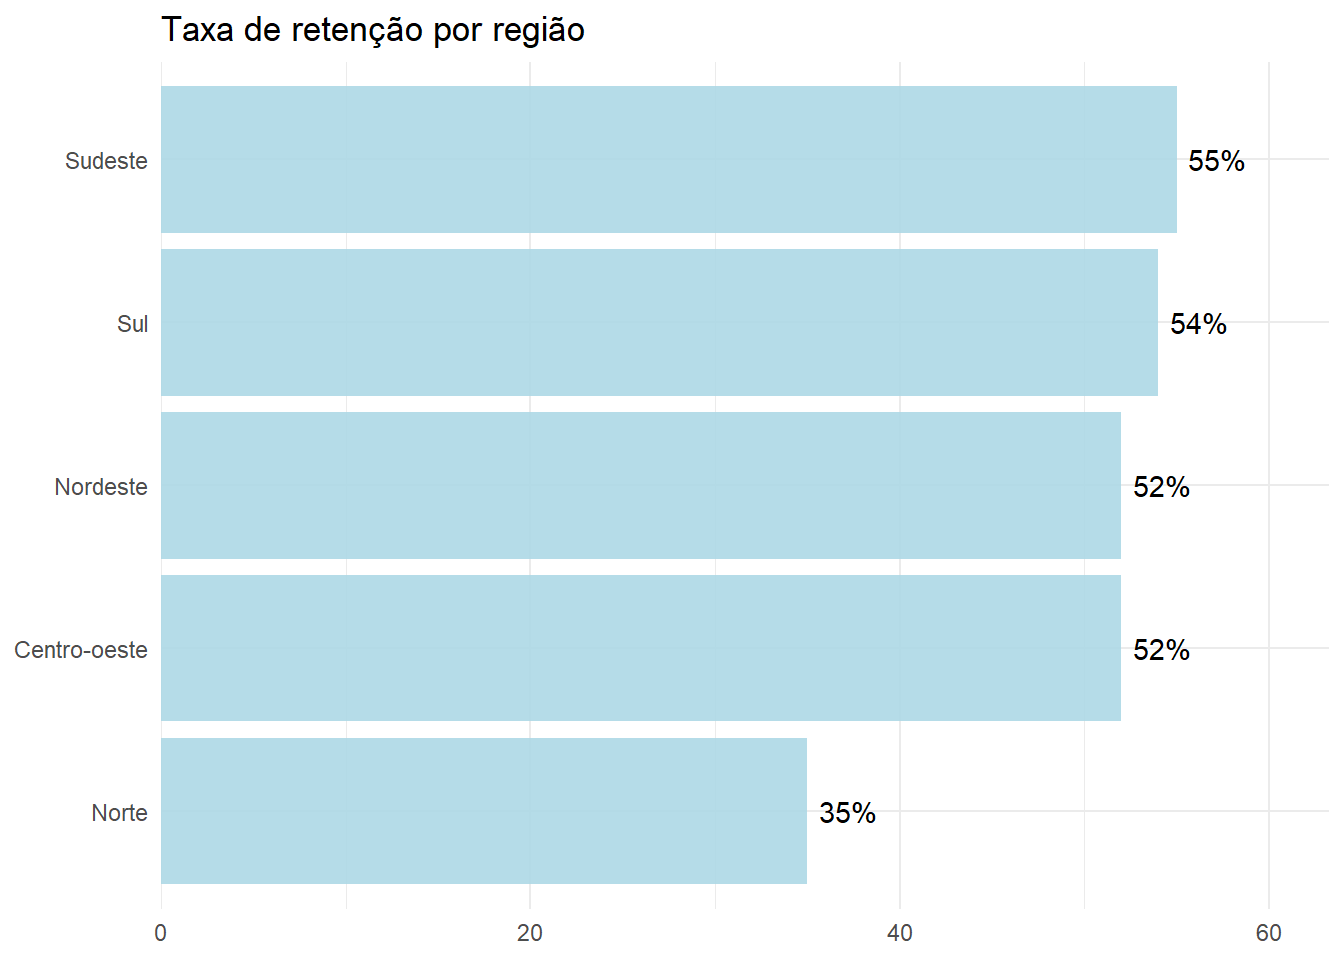 Taxa de retenção por região
Sudeste
55%
Sul
54%
Nordeste
52%
Centro-oeste
52%
Norte
35%
0
20
40
60